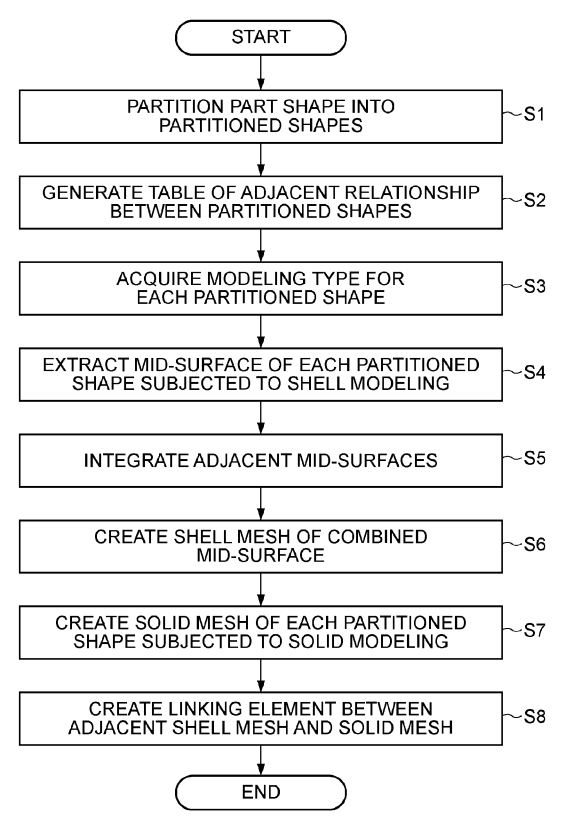 START
PARTITION PART SHAPE INTO
PARTITIONED SHAPES
S1
GENERATE TABLE OF ADJACENT RELATIONSHIP
BETWEEN PARTITIONED SHAPES
S2
ACQUIRE MODELING TYPE FOR
EACH PARTITIONED SHAPE
S3
EXTRACT MID-SURFACE OF EACH PARTITIONED
SHAPE SUBJECTED TO SHELL MODELING
S4
INTEGRATE ADJACENT MID-SURFACES
S5
CREATE SHELL MESH OF COMBINED
MID-SURFACE
S6
CREATE SOLID MESH OF EACH PARTITIONED
SHAPE SUBJECTED TO SOLID MODELING
S7
CREATE LINKING ELEMENT BETWEEN
ADJACENT SHELL MESH AND SOLID MESH
S8
END